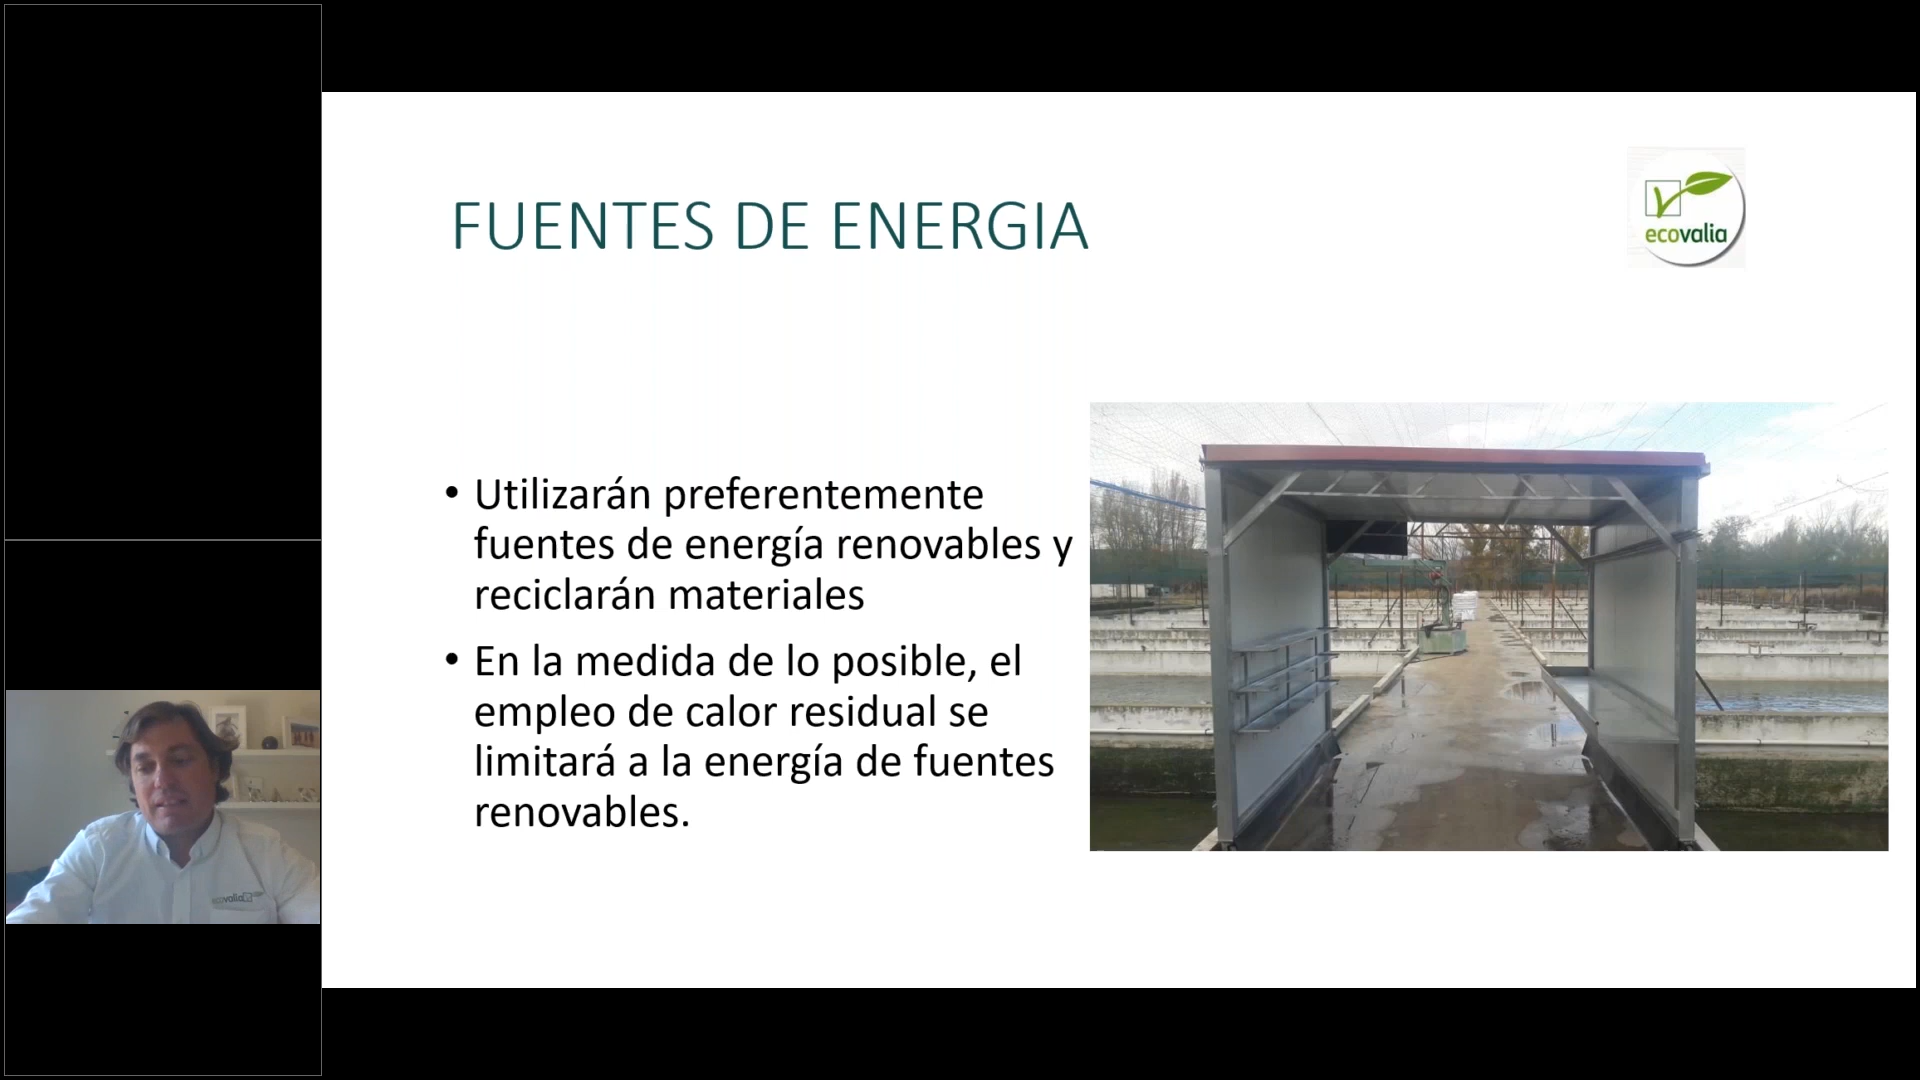 FUENTES DE ENERGIA
ecovalia
• Utilizarán preferentemente
fuentes de energía renovables y
reciclarán materiales
• En la medida de lo posible, el
empleo de calor residual se
limitará a la energía de fuentes
renovables.
ecovalia